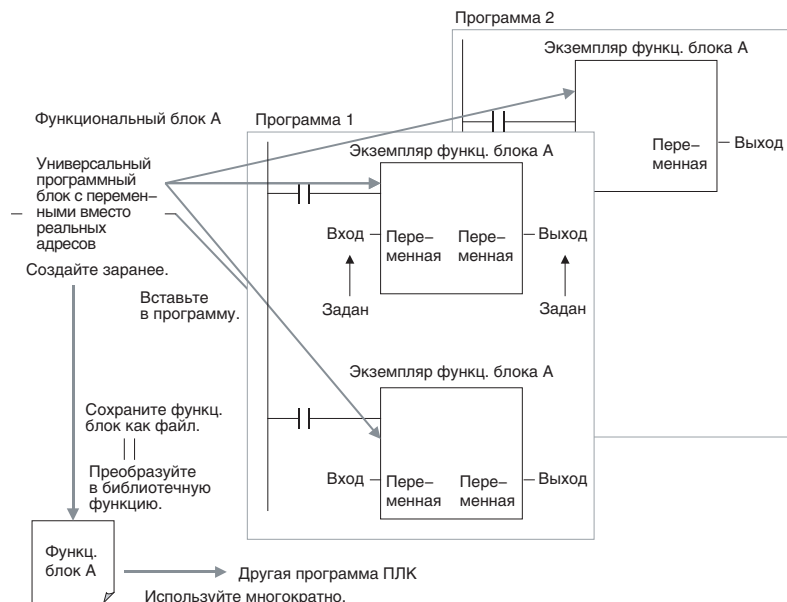 Программа 2
Экземпляр функц. блока A
Функциональный блок A
Программа 1
Пере–
менная
Выход
Экземпляр функц. блока A
Универсальный
программный
блок с перемен–
ными вместо
реальных
адресов
Вход
Пере–
менная
Пере–
менная
Выход
Создайте заранее.
Вставьте
в программу.
Задан
Задан
Экземпляр функц. блока A
Сохраните функц.
блок как файл.
Преобразуйте
в библиотечную
функцию.
Вход
Пере–
менная
Пере–
менная
Выход
Функц.
блок A
Другая программа ПЛК
Используйте многократно.